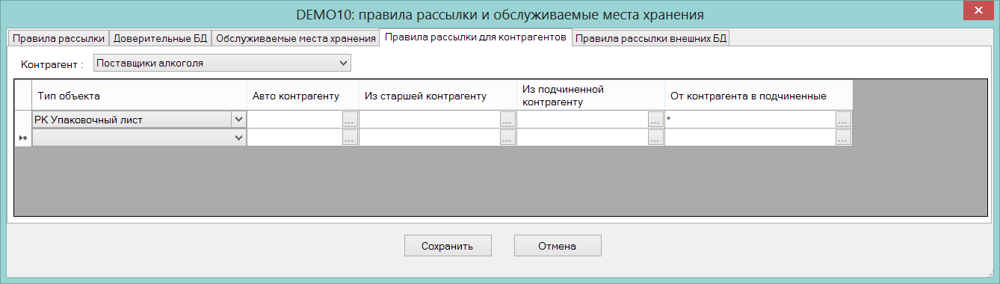 DEMO10: правила рассылки и обслуживаемые места хранения
Правила рассылки Доверительные БД Обслуживаемые места хранения Правила рассылки для контрагентов Правила рассылки внешних БД
Контрагент : Поставщики алкоголя
Тип объекта Авто контрагенту Из старшей контрагенту Из подчиненной контрагенту От контрагента в подчиненные
РК Упаковочный лист ... ... ... * ...
... ... ... ...
Сохранить Отмена